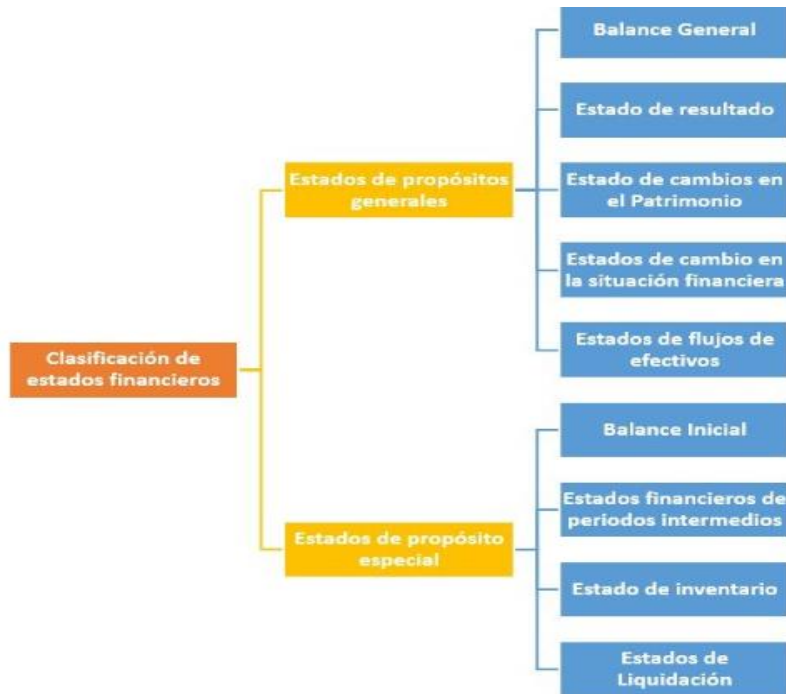 Clasificación de
estados financieros
Estados de propósitos
generales
Balance General
Estado de resultado
Estado de cambios en
el Patrimonio
Estados de cambio en
la situación financiera
Estados de flujos de
efectivos
Estados de propósito
especial
Balance Inicial
Estados financieros de
periodos intermedios
Estado de inventario
Estados de
Liquidación